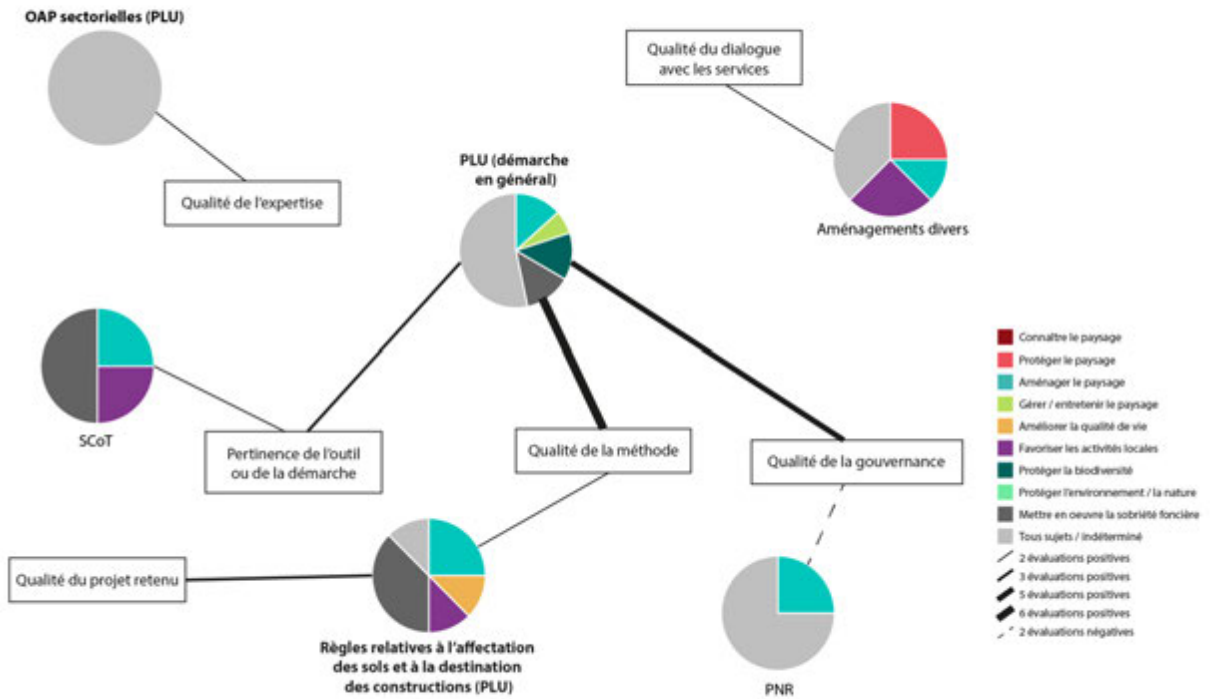 OAP sectorielles (PLU)
Qualité du dialogue
avec les services
PLU (démarche
en général)
Qualité de l'expertise
Aménagements divers
SCoT
Pertinence de l'outil
ou de la démarche
Qualité de la méthode
Qualité de la gouvernance
Qualité du projet retenu
Règles relatives à l'affectation
des sols et à la destination
des constructions (PLU)
PNR
Connaître le paysage
Protéger le paysage
Aménager le paysage
Gérer / entretenir le paysage
Améliorer la qualité de vie
Favoriser les activités locales
Protéger la biodiversité
Protéger l'environnement / la nature
Mettre en oeuvre la sobriété foncière
Tous sujets / indéterminé
2 évaluations positives
3 évaluations positives
5 évaluations positives
6 évaluations positives
2 évaluations négatives